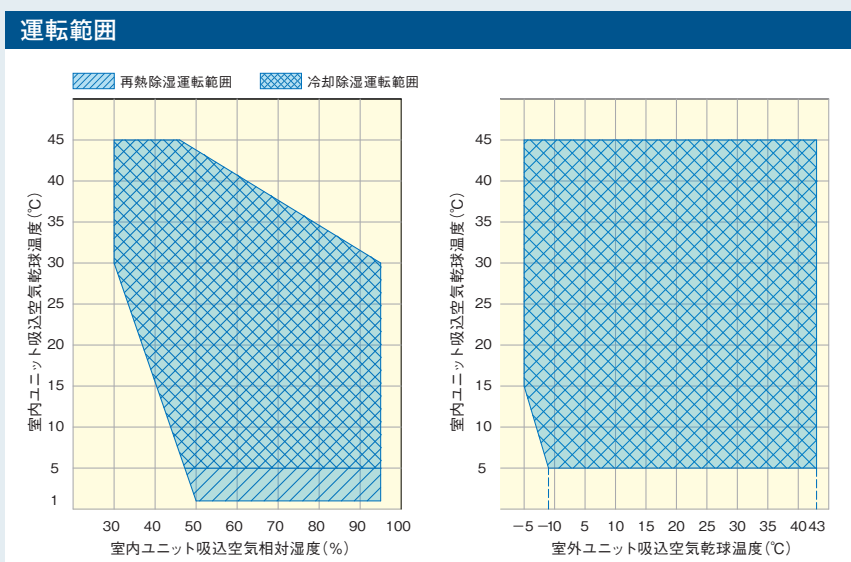 運転範囲
再熱除湿運転範囲 冷却除湿運転範囲
室内ユニット吸込空気乾球温度(℃)
45
40
35
30
25
20
15
10
5
1
30 40 50 60 70 80 90 100
室内ユニット吸込空気相対湿度(%)
室内ユニット吸込空気乾球温度(℃)
45
40
35
30
25
20
15
10
5
−5 −10 5 10 15 20 25 30 35 40 43
室外ユニット吸込空気乾球温度(℃)